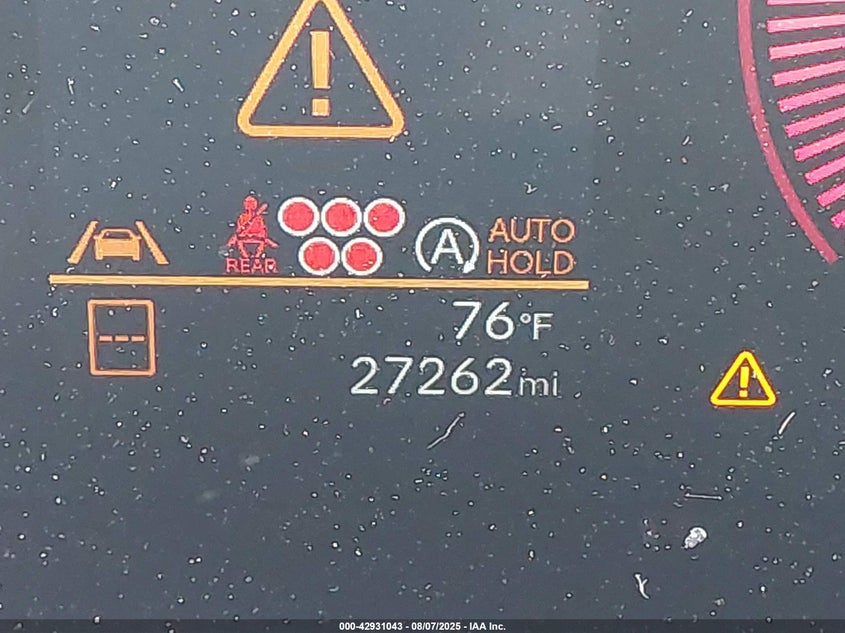 REAR
A
AUTO
HOLD
76°F
27262mi
000-42931043 - 08/07/2025 - IAA Inc.